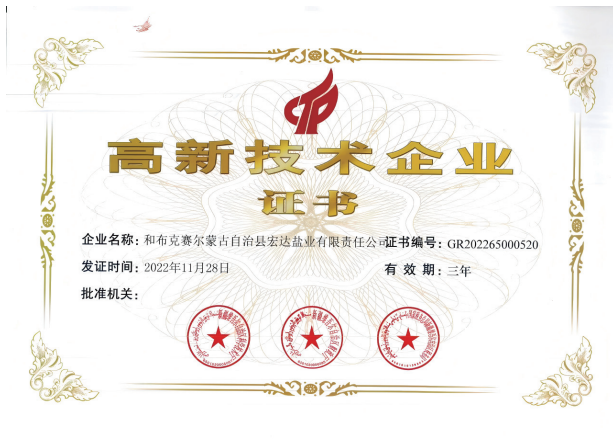 高新技术企业
证书
企业名称：和布克赛尔蒙古自治县宏达盐业有限责任公司 证书编号：GR202265000520
发证时间：2022年11月28日 有效期：三年
批准机关：